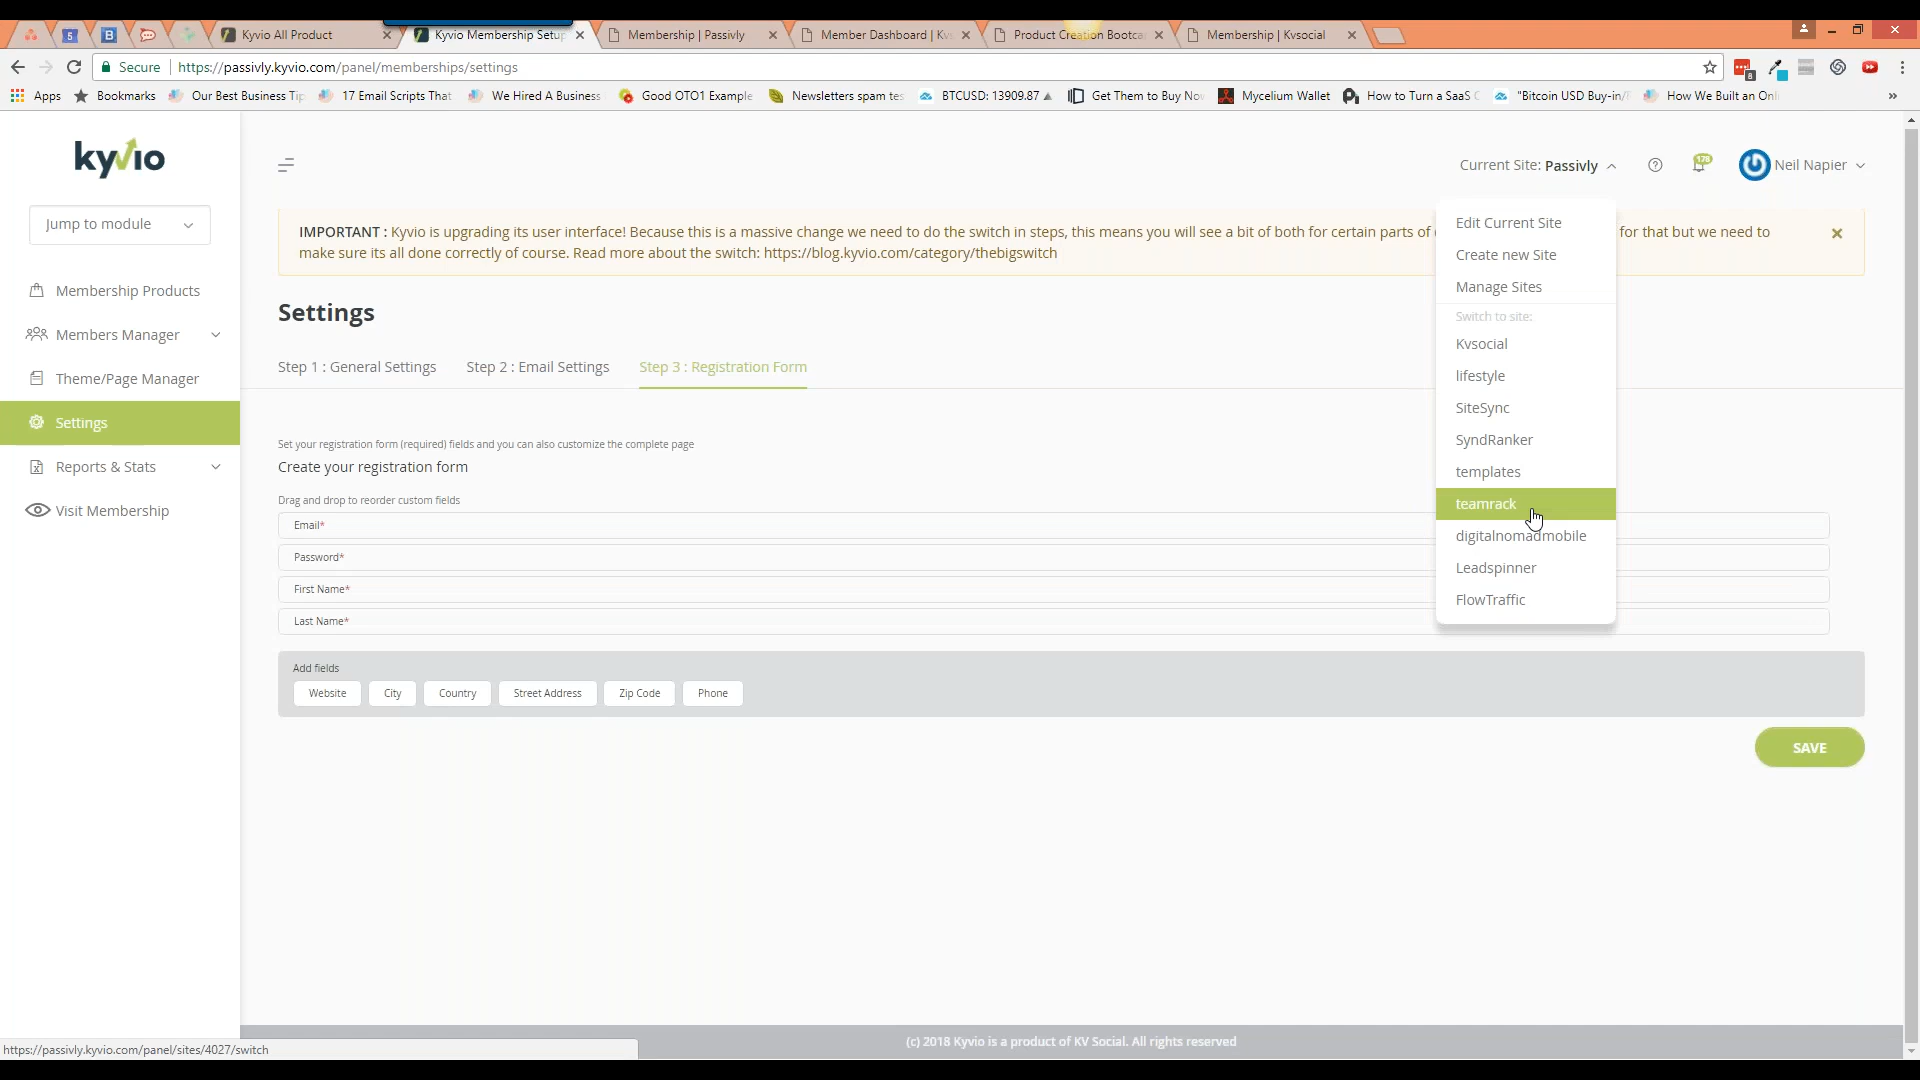 Kyvio All Product
Kyvio Membership Setup
Membership | Passivly
Member Dashboard | Kv
Product Creation Bootca
Membership | Kvsocial
Secure
https://passivly.kyvio.com/panel/memberships/settings
8
Apps
Bookmarks
Our Best Business Tip
17 Email Scripts That
We Hired A Business
Good OTO1 Example
Newsletters spam tes
BTCUSD: 13909.87
Get Them to Buy Now
Mycelium Wallet
How to Turn a SaaS C
"Bitcoin USD Buy-in/
How We Built an Onli
kyvio
Current Site: Passivly
178
Neil Napier
Jump to module
Membership Products
Members Manager
Theme/Page Manager
Settings
Reports & Stats
Visit Membership
IMPORTANT : Kyvio is upgrading its user interface! Because this is a massive change we need to do the switch in steps, this means you will see a bit of both for certain parts of
for that but we need to
make sure its all done correctly of course. Read more about the switch: https://blog.kyvio.com/category/thebigswitch
Edit Current Site
Create new Site
Manage Sites
Switch to site:
Kvsocial
lifestyle
SiteSync
SyndRanker
templates
teamrack
digitalnomadmobile
Leadspinner
FlowTraffic
Settings
Step 1 : General Settings
Step 2 : Email Settings
Step 3 : Registration Form
Set your registration form (required) fields and you can also customize the complete page
Create your registration form
Drag and drop to reorder custom fields
Email*
Password*
First Name*
Last Name*
Add fields
Website
City
Country
Street Address
Zip Code
Phone
SAVE
(c) 2018 Kyvio is a product of KV Social. All rights reserved
https://passivly.kyvio.com/panel/sites/4027/switch